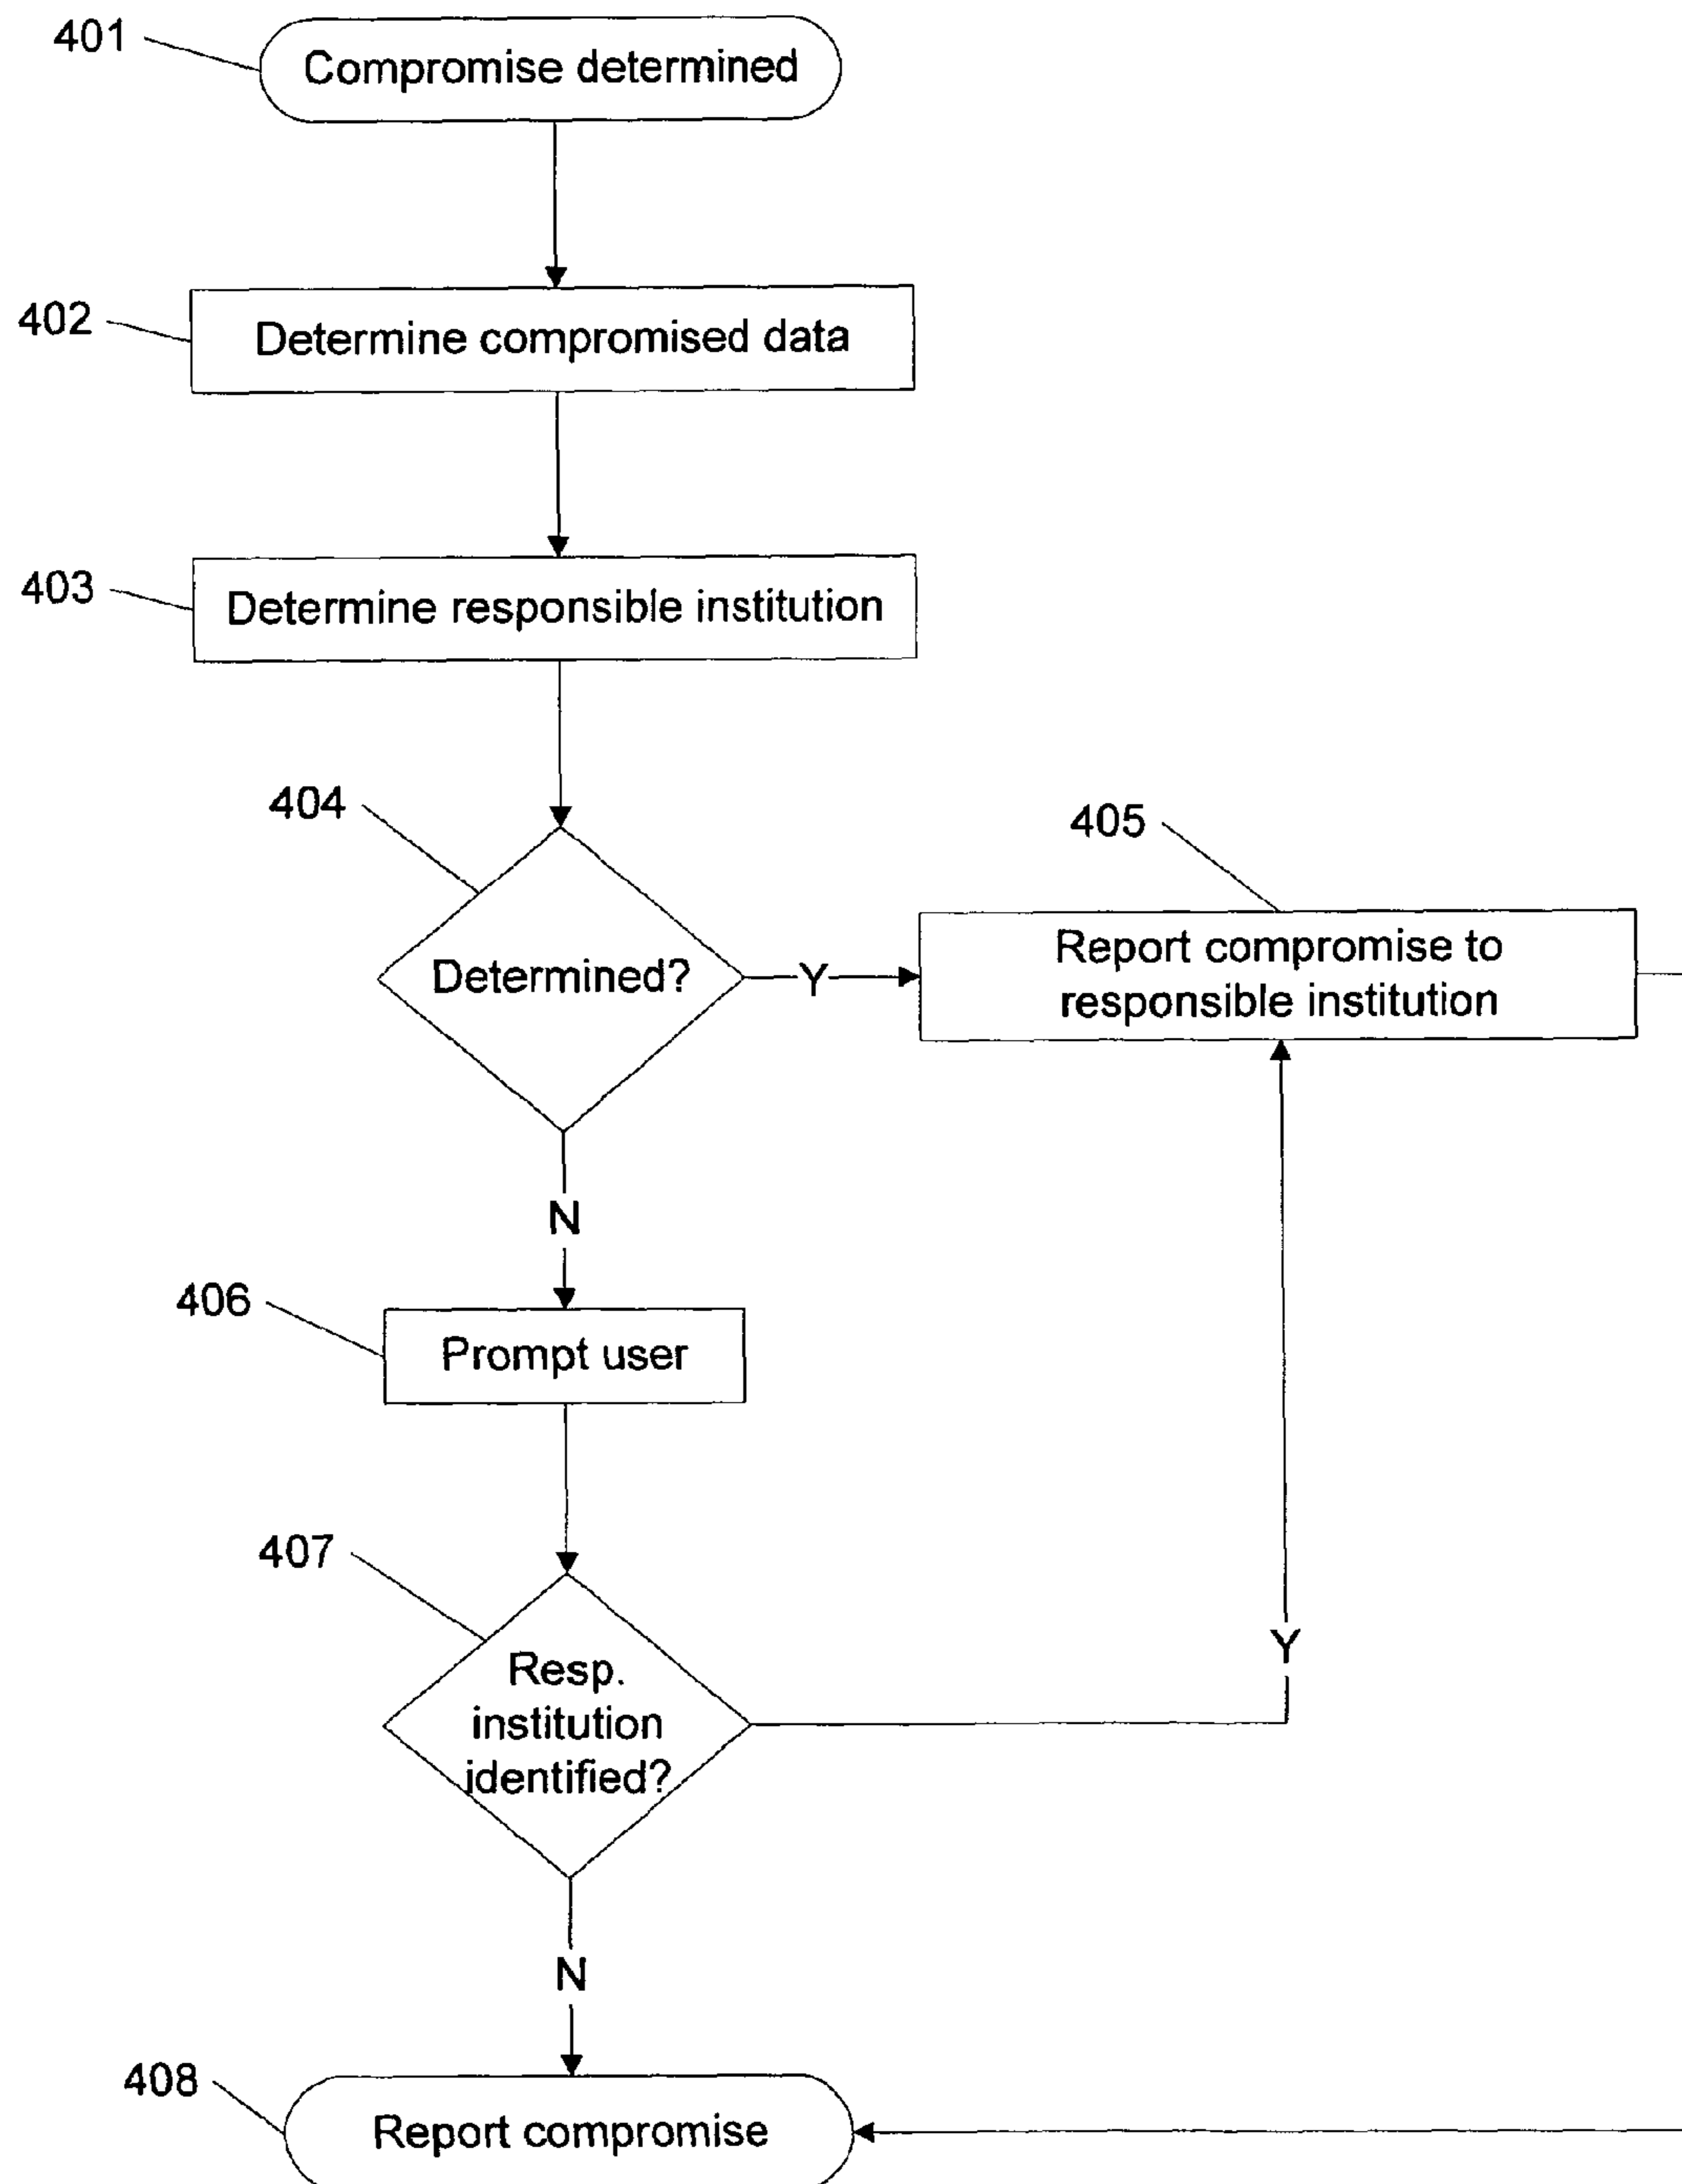 401
Compromise determined
402
Determine compromised data
403
Determine responsible institution
404
405
Determined?
Y
Report compromise to
responsible institution
N
406
Prompt user
407
Resp.
institution
identified?
Y
N
408
Report compromise